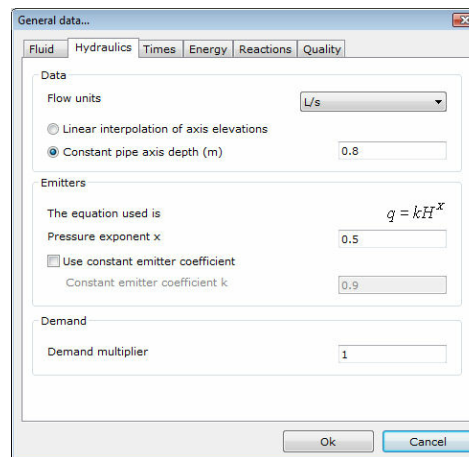 General data...
Fluid Hydraulics Times Energy Reactions Quality
Data
Flow units L/s
Linear interpolation of axis elevations
Constant pipe axis depth (m) 0.8
Emitters
The equation used is q = kH^x
Pressure exponent x 0.5
Use constant emitter coefficient
Constant emitter coefficient k 0.9
Demand
Demand multiplier 1
Ok Cancel